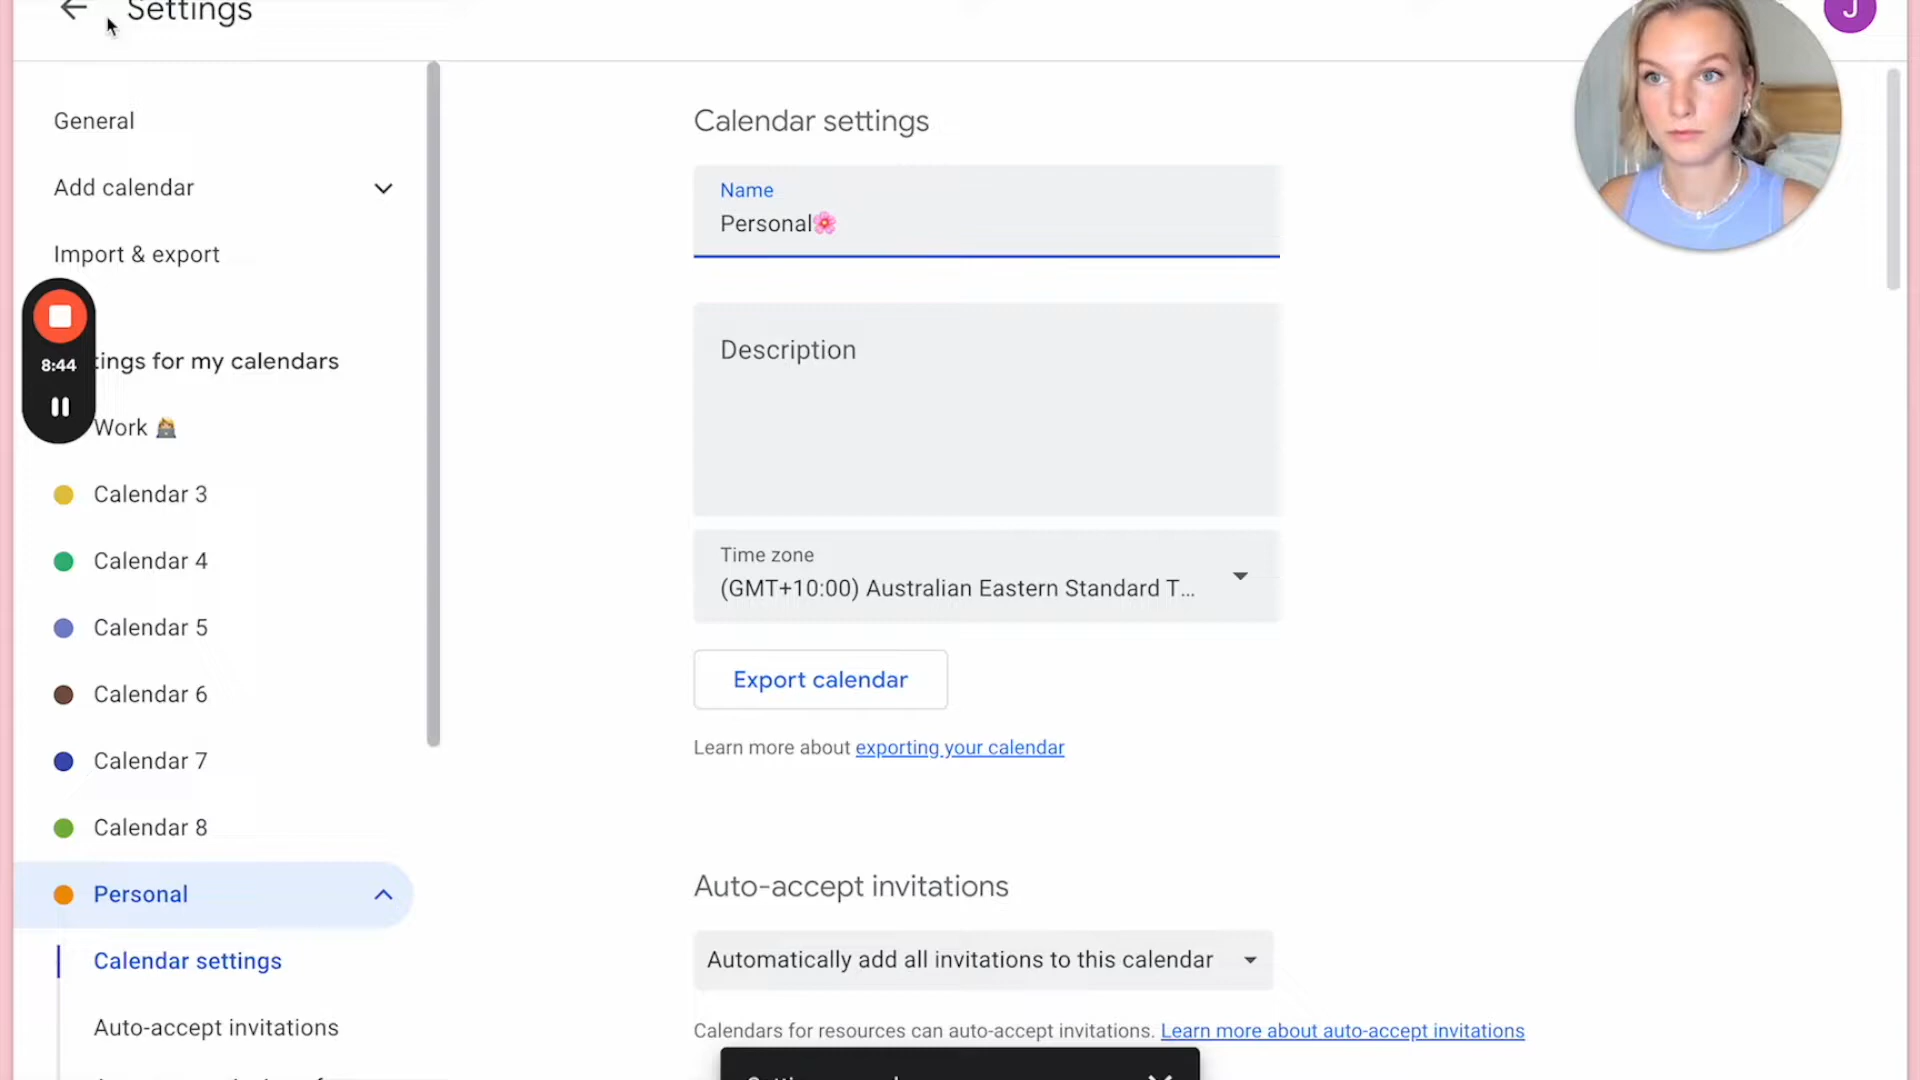 Settings
J
General
Add calendar
Import & export
tings for my calendars
8:44
Work 👩‍💻
Calendar 3
Calendar 4
Calendar 5
Calendar 6
Calendar 7
Calendar 8
Personal
Calendar settings
Auto-accept invitations
Calendar settings
Name
Personal🌸
Description
Time zone
(GMT+10:00) Australian Eastern Standard T...
Export calendar
Learn more about exporting your calendar
Auto-accept invitations
Automatically add all invitations to this calendar
Calendars for resources can auto-accept invitations. Learn more about auto-accept invitations